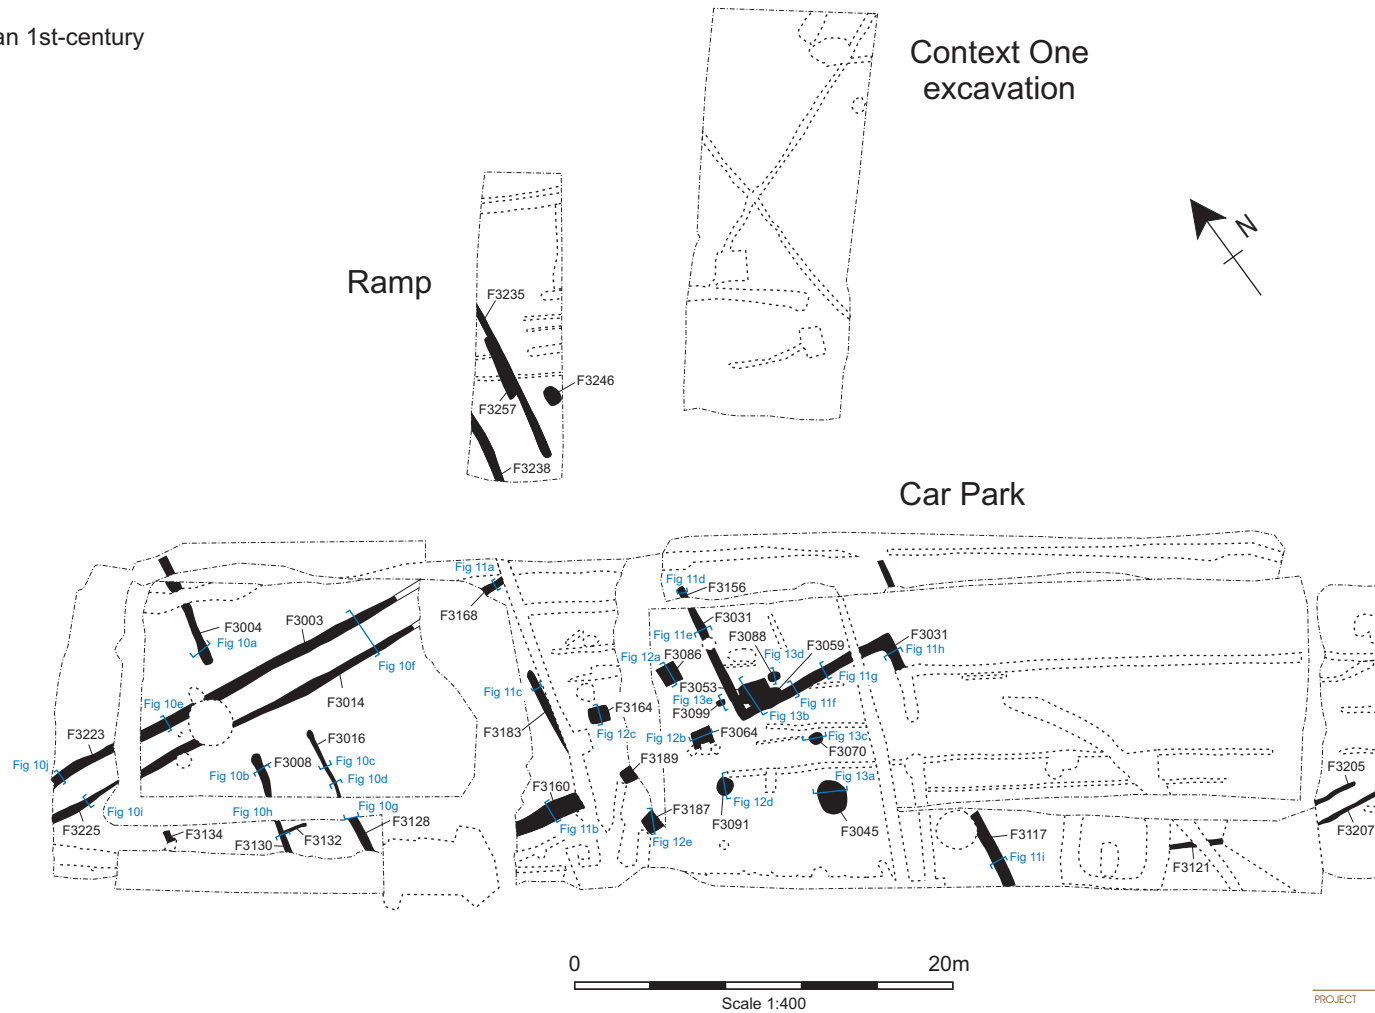 an 1st-century
Context One
excavation
N
Ramp
F3235
F3246
F3257
F3238
Car Park
Fig 11a
F3168
Fig 11d
F3156
F3031
Fig 11e
F3088
F3059
F3031
Fig 11h
F3004
F3003
Fig 10a
Fig 10f
Fig 12a
F3086
Fig 13d
Fig 11g
Fig 11c
F3053
Fig 11f
F3014
Fig 10e
Fig 13e
F3099
Fig 13b
F3164
Fig 12c
F3183
F3223
F3016
Fig 12b
F3064
Fig 13c
F3070
Fig 10j
Fig 10b
F3008
Fig 10c
Fig 10d
F3189
Fig 13a
F3205
F3160
Fig 10i
Fig 10h
Fig 10g
F3187
Fig 12d
F3091
F3045
F3225
F3134
F3128
Fig 11b
F3207
F3130
F3132
Fig 12e
F3117
Fig 11i
F3121
0
20m
Scale 1:400
PROJECT